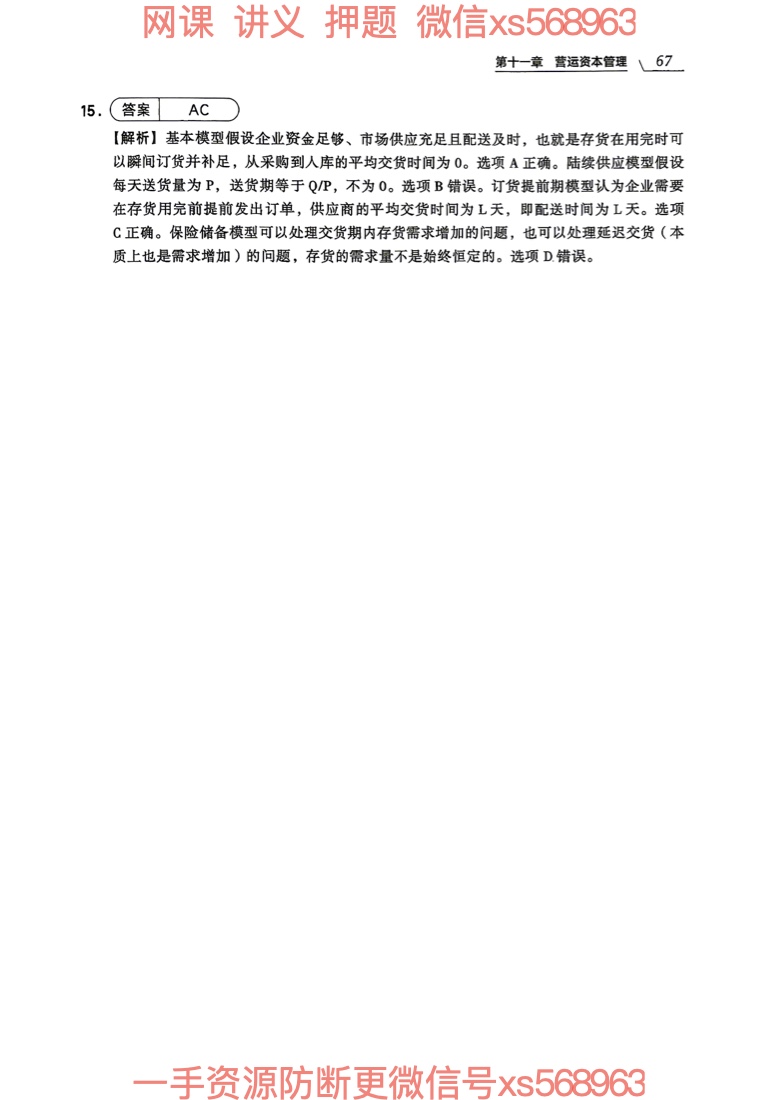 网课 讲义 押题 微信xs568963
第十一章 营运资本管理 67
15. 答案 AC
【解析】基本模型假设企业资金足够、市场供应充足且配送及时，也就是存货在用完时可
以瞬间订货并补足，从采购到入库的平均交货时间为 0。选项 A 正确。陆续供应模型假设
每天送货量为 P，送货期等于 Q/P，不为 0。选项 B 错误。订货提前期模型认为企业需要
在存货用完前提前发出订单，供应商的平均交货时间为 L 天，即配送时间为 L 天。选项
C 正确。保险储备模型可以处理交货期内存货需求增加的问题，也可以处理延迟交货（本
质上也是需求增加）的问题，存货的需求量不是始终恒定的。选项 D 错误。
一手资源防断更微信号xs568963